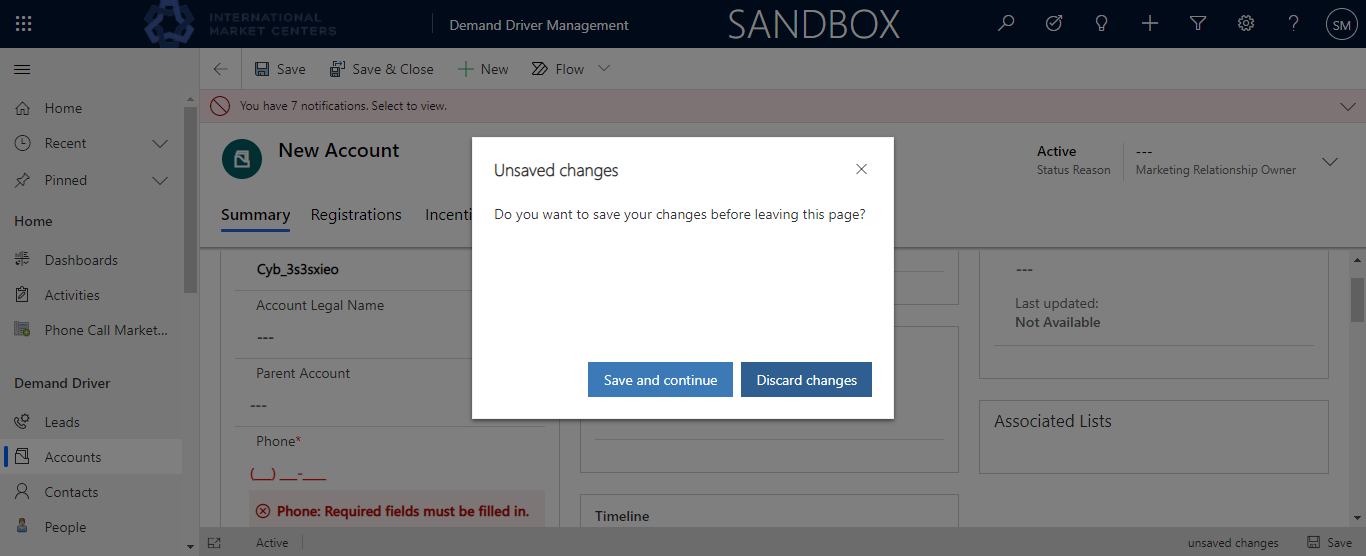 INTERNATIONAL
MARKET CENTERS
Demand Driver Management
SANDBOX
?
SM
Save
Save & Close
New
Flow
You have 7 notifications. Select to view.
Home
Recent
Pinned
Home
Dashboards
Activities
Phone Call Market...
Demand Driver
Leads
Accounts
Contacts
People
New Account
Active
Status Reason
---
Marketing Relationship Owner
Summary
Registrations
Incenti
Unsaved changes
Do you want to save your changes before leaving this page?
Save and continue
Discard changes
Cyb_3s3sxieo
Account Legal Name
---
Parent Account
---
Phone*
(__) __-___
Phone: Required fields must be filled in.
Timeline
---
Last updated:
Not Available
Associated Lists
Active
unsaved changes
Save